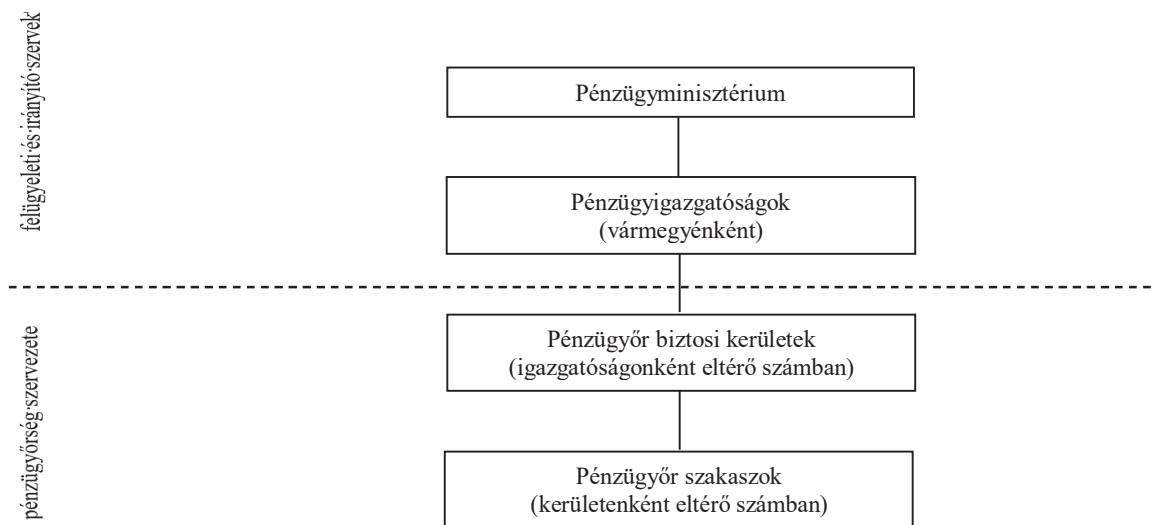 felügyeleti és irányító szervek
Pénzügyminisztérium
Pénzügyigazgatóságok
(vármegyénként)
pénzügyőrség szervezete
Pénzügyőr biztosi kerületek
(igazgatóságonként eltérő számban)
Pénzügyőr szakaszok
(kerületenként eltérő számban)